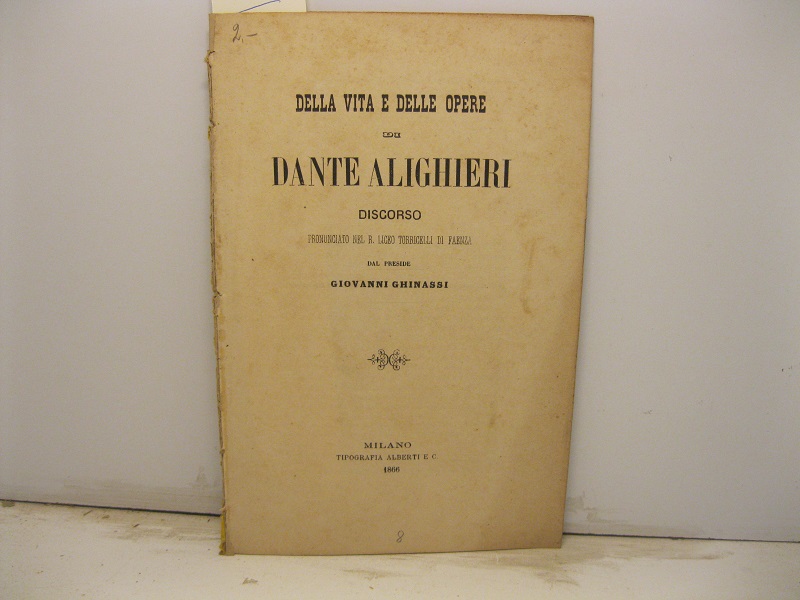 2,-
DELLA VITA E DELLE OPERE
DI
DANTE ALIGHIERI
DISCORSO
PRONUNCIATO NEL R. LICEO TORRICELLI DI FAENZA
DAL PRESIDE
GIOVANNI GHINASSI
MILANO
TIPOGRAFIA ALBERTI E C.
1866
8